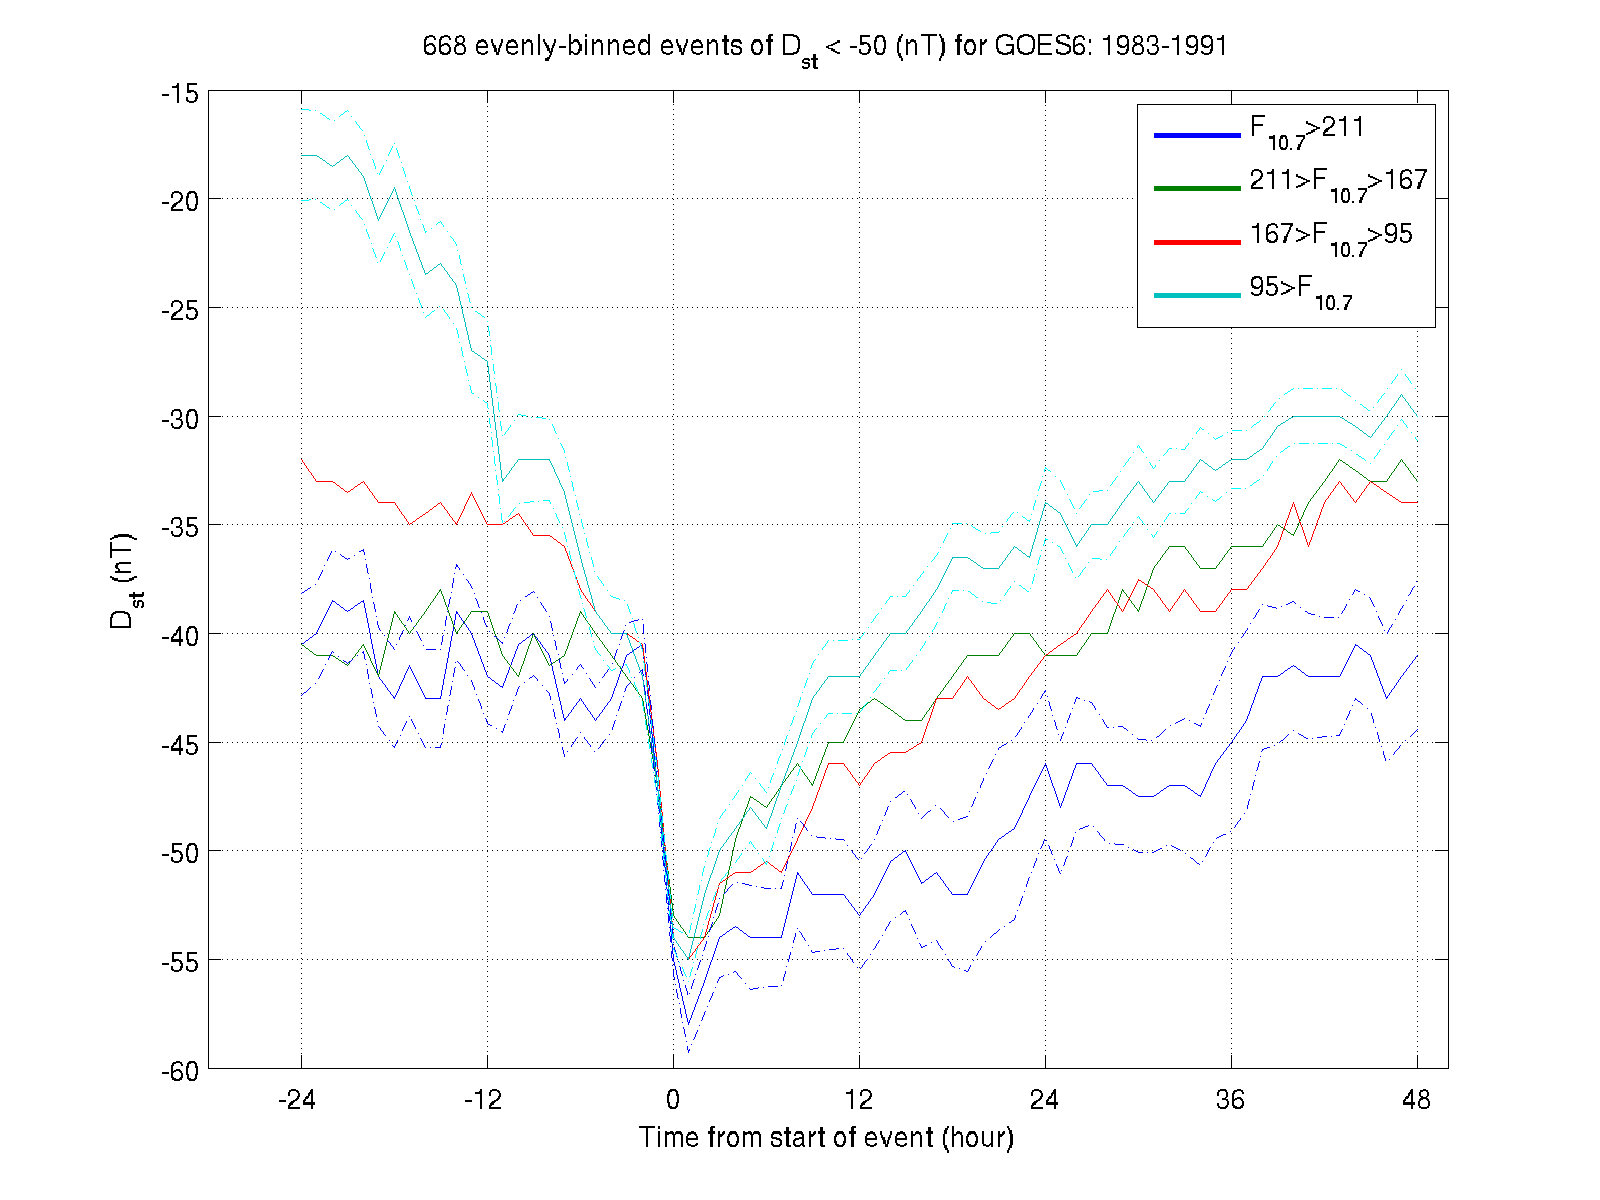 668 evenly-binned events of Dst < -50 (nT) for GOES6: 1983-1991
-15
-20
-25
-30
-35
-40
-45
-50
-55
-60
Dst (nT)
F10.7>211
211>F10.7>167
167>F10.7>95
95>F10.7
-24 -12 0 12 24 36 48
Time from start of event (hour)